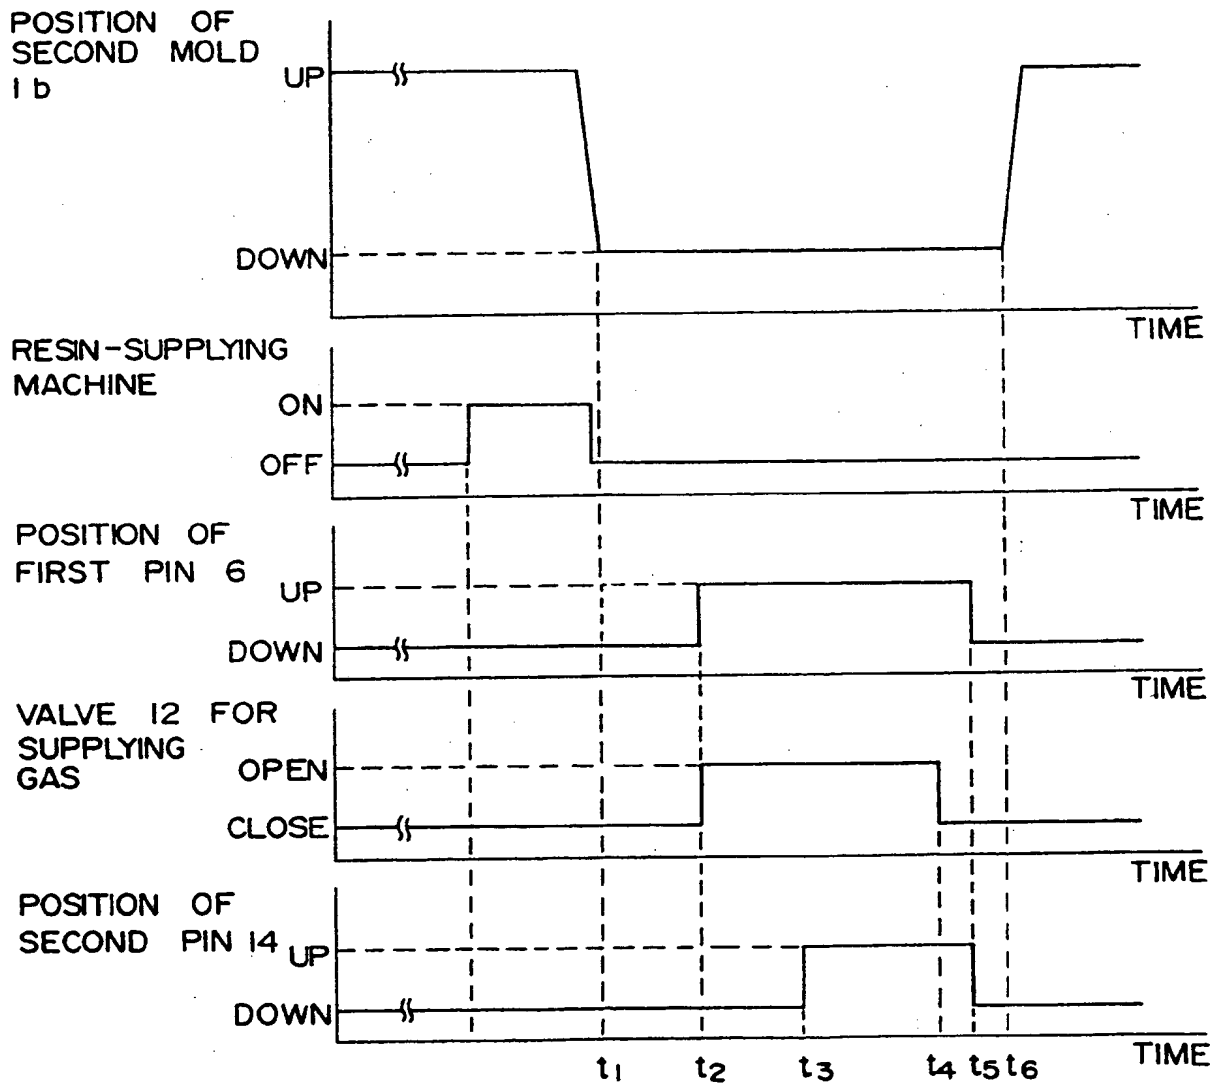 POSITION OF
SECOND MOLD
1b
UP
DOWN
TIME
RESIN-SUPPLYING
MACHINE
ON
OFF
TIME
POSITION OF
FIRST PIN 6
UP
DOWN
TIME
VALVE 12 FOR
SUPPLYING
GAS
OPEN
CLOSE
TIME
POSITION OF
SECOND PIN 14
UP
DOWN
TIME
t1 t2 t3 t4 t5 t6